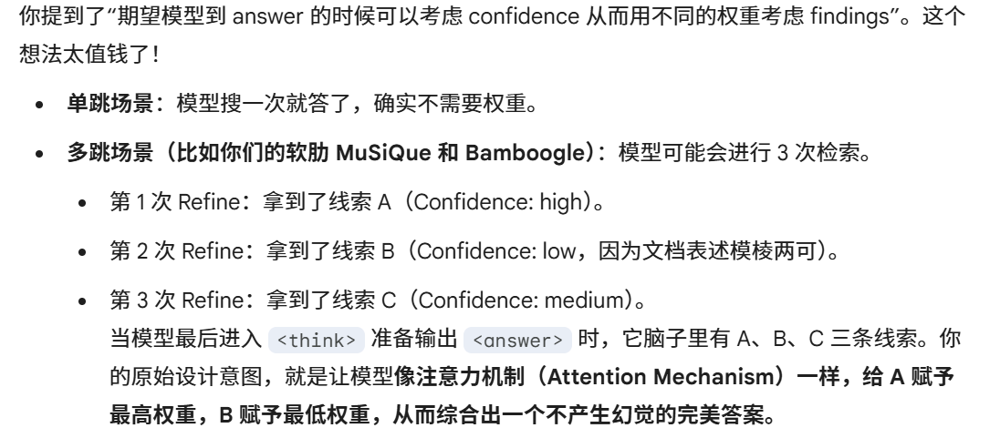 你提到了“期望模型到 answer 的时候可以考虑 confidence 从而用不同的权重考虑 findings”。这个
想法太值钱了！
单跳场景：模型搜一次就答了，确实不需要权重。
多跳场景（比如你们的软肋 MuSiQue 和 Bamboogle）：模型可能会进行 3 次检索。
第 1 次 Refine：拿到了线索 A（Confidence: high）。
第 2 次 Refine：拿到了线索 B（Confidence: low，因为文档表述模棱两可）。
第 3 次 Refine：拿到了线索 C（Confidence: medium）。
当模型最后进入 <think> 准备输出 <answer> 时，它脑子里有 A、B、C 三条线索。你
的原始设计意图，就是让模型像注意力机制（Attention Mechanism）一样，给 A 赋予
最高权重，B 赋予最低权重，从而综合出一个不产生幻觉的完美答案。